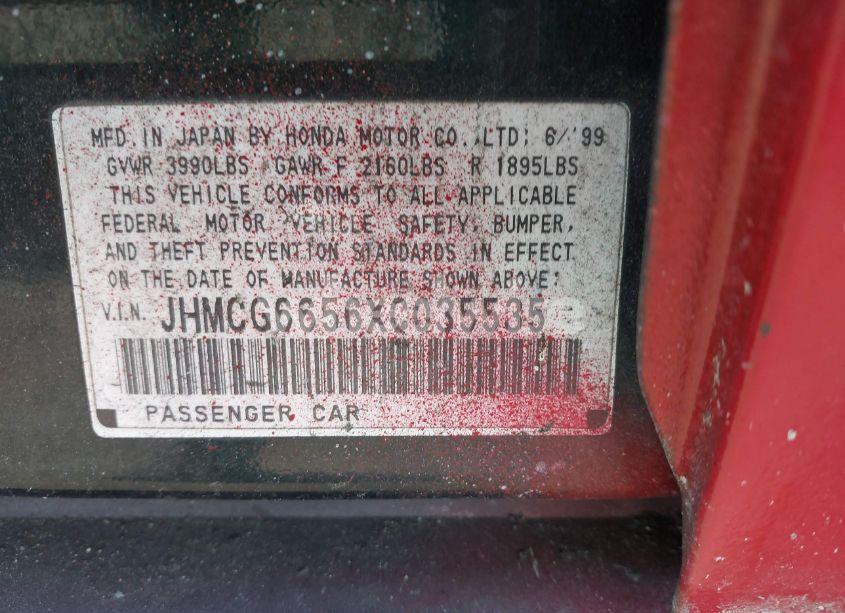 MFD. IN JAPAN BY HONDA MOTOR CO., LTD; 6/'99
GVWR 3990LBS GAWR F 2160LBS R 1895LBS
THIS VEHICLE CONFORMS TO ALL APPLICABLE
FEDERAL MOTOR VEHICLE SAFETY, BUMPER,
AND THEFT PREVENTION STANDARDS IN EFFECT
ON THE DATE OF MANUFACTURE SHOWN ABOVE:
V.I.N. JHMCG6656XC035535
PASSENGER CAR